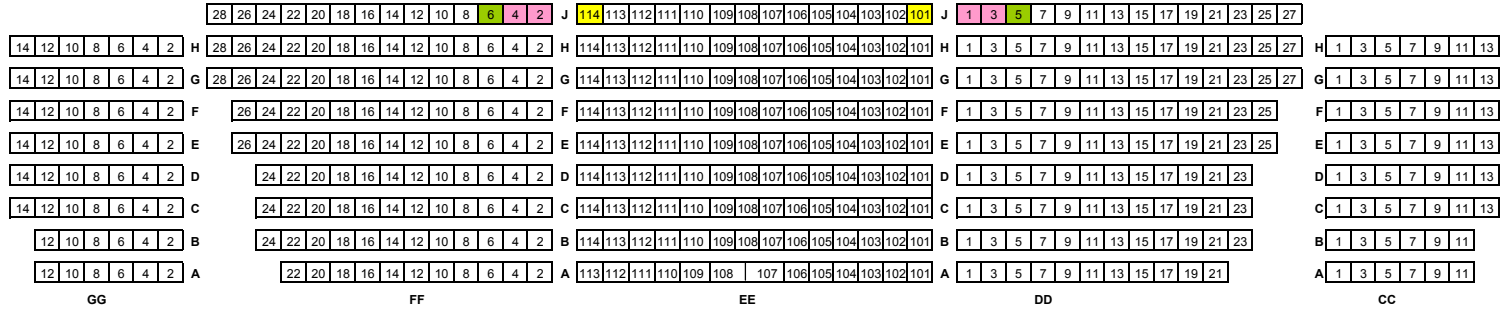 28 26 24 22 20 18 16 14 12 10 8 6 4 2 J 114 113 112 111 110 109 108 107 106 105 104 103 102 101 J 1 3 5 7 9 11 13 15 17 19 21 23 25 27
14 12 10 8 6 4 2 H 28 26 24 22 20 18 16 14 12 10 8 6 4 2 H 114 113 112 111 110 109 108 107 106 105 104 103 102 101 H 1 3 5 7 9 11 13 15 17 19 21 23 25 27 H 1 3 5 7 9 11 13
14 12 10 8 6 4 2 G 28 26 24 22 20 18 16 14 12 10 8 6 4 2 G 114 113 112 111 110 109 108 107 106 105 104 103 102 101 G 1 3 5 7 9 11 13 15 17 19 21 23 25 27 G 1 3 5 7 9 11 13
14 12 10 8 6 4 2 F 26 24 22 20 18 16 14 12 10 8 6 4 2 F 114 113 112 111 110 109 108 107 106 105 104 103 102 101 F 1 3 5 7 9 11 13 15 17 19 21 23 25 F 1 3 5 7 9 11 13
14 12 10 8 6 4 2 E 26 24 22 20 18 16 14 12 10 8 6 4 2 E 114 113 112 111 110 109 108 107 106 105 104 103 102 101 E 1 3 5 7 9 11 13 15 17 19 21 23 25 E 1 3 5 7 9 11 13
14 12 10 8 6 4 2 D 24 22 20 18 16 14 12 10 8 6 4 2 D 114 113 112 111 110 109 108 107 106 105 104 103 102 101 D 1 3 5 7 9 11 13 15 17 19 21 23 D 1 3 5 7 9 11 13
14 12 10 8 6 4 2 C 24 22 20 18 16 14 12 10 8 6 4 2 C 114 113 112 111 110 109 108 107 106 105 104 103 102 101 C 1 3 5 7 9 11 13 15 17 19 21 23 C 1 3 5 7 9 11 13
12 10 8 6 4 2 B 24 22 20 18 16 14 12 10 8 6 4 2 B 114 113 112 111 110 109 108 107 106 105 104 103 102 101 B 1 3 5 7 9 11 13 15 17 19 21 23 B 1 3 5 7 9 11
12 10 8 6 4 2 A 22 20 18 16 14 12 10 8 6 4 2 A 113 112 111 110 109 108 107 106 105 104 103 102 101 A 1 3 5 7 9 11 13 15 17 19 21 A 1 3 5 7 9 11
GG FF EE DD CC